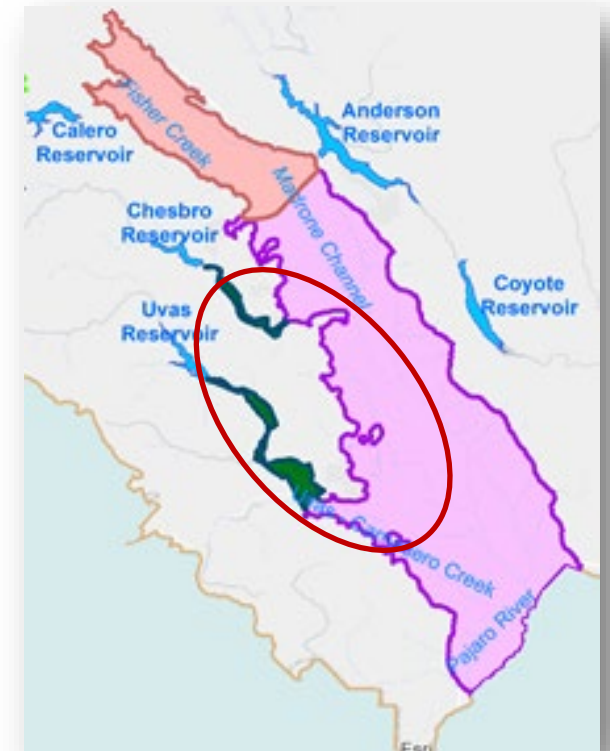 Fisher Creek
Anderson
Reservoir
Calero
Reservoir
Madrone Channel
Chesbro
Reservoir
Coyote
Reservoir
Uvas
Reservoir
Creek
Pajaro River